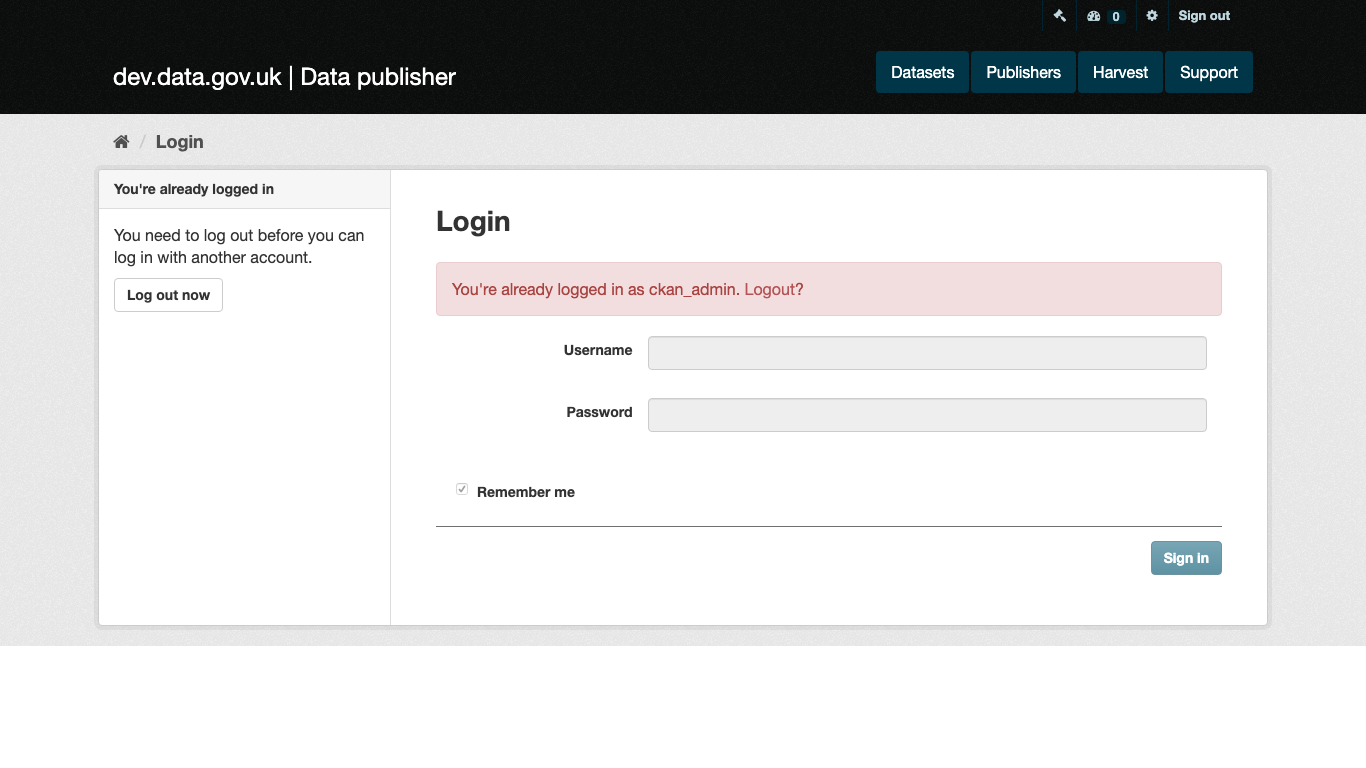 0 Sign out
dev.data.gov.uk | Data publisher
Datasets Publishers Harvest Support
/ Login
You're already logged in
You need to log out before you can
log in with another account.
Log out now
Login
You're already logged in as ckan_admin. Logout?
Username
Password
Remember me
Sign in